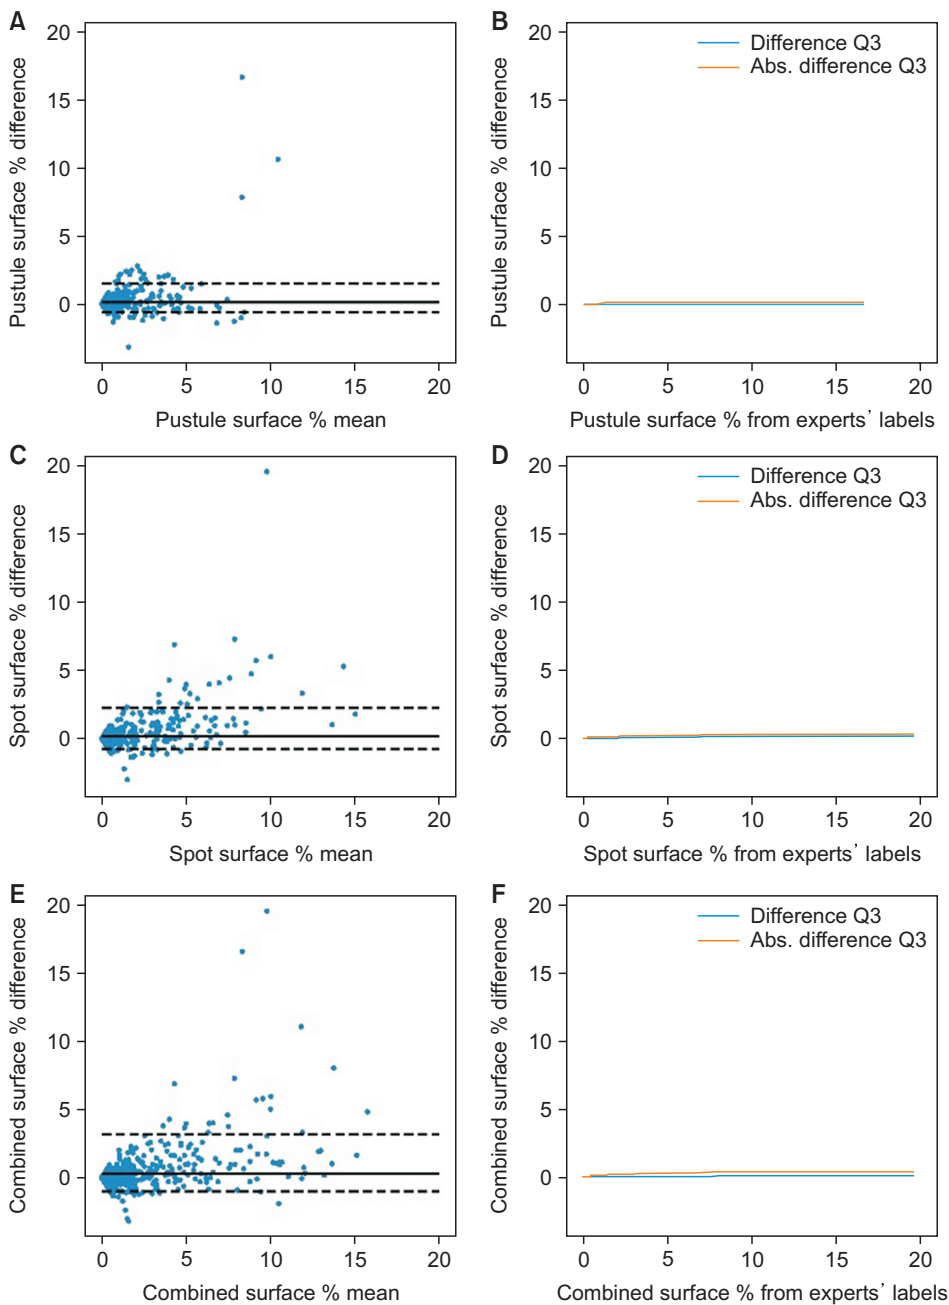 A
Pustule surface % difference
20
15
10
5
0
0 5 10 15 20
Pustule surface % mean
B
Pustule surface % difference
20
15
10
5
0
Difference Q3
Abs. difference Q3
0 5 10 15 20
Pustule surface % from experts’ labels
C
Spot surface % difference
20
15
10
5
0
0 5 10 15 20
Spot surface % mean
D
Spot surface % difference
20
15
10
5
0
Difference Q3
Abs. difference Q3
0 5 10 15 20
Spot surface % from experts’ labels
E
Combined surface % difference
20
15
10
5
0
0 5 10 15 20
Combined surface % mean
F
Combined surface % difference
20
15
10
5
0
Difference Q3
Abs. difference Q3
0 5 10 15 20
Combined surface % from experts’ labels